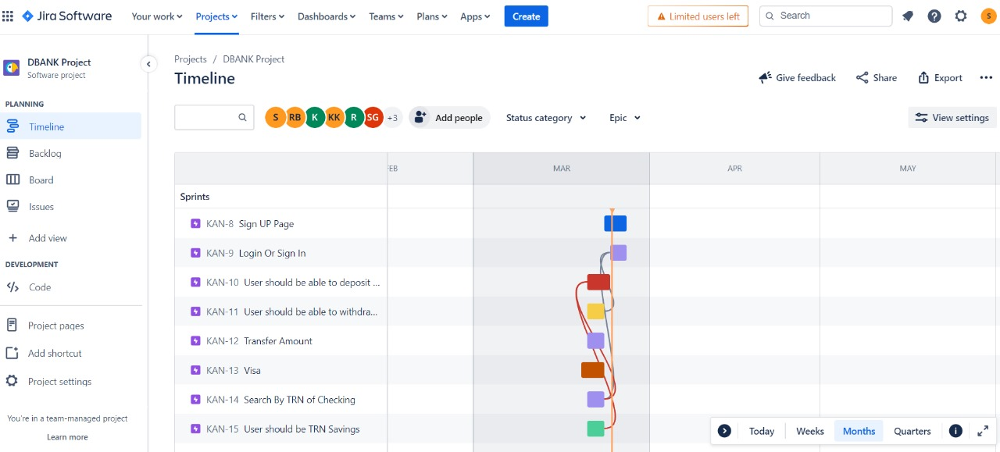 Jira Software Your work Projects Filters Dashboards Teams Plans Apps Create Limited users left Search S
DBANK Project
Software project
PLANNING
Timeline
Backlog
Board
Issues
Add view
DEVELOPMENT
Code
Project pages
Add shortcut
Project settings
You're in a team-managed project
Learn more
Projects / DBANK Project
Timeline
Give feedback Share Export
S RB K KK R SG +3 Add people Status category Epic View settings
FEB MAR APR MAY
Sprints
KAN-8 Sign UP Page
KAN-9 Login Or Sign In
KAN-10 User should be able to deposit ...
KAN-11 User should be able to withdra...
KAN-12 Transfer Amount
KAN-13 Visa
KAN-14 Search By TRN of Checking
KAN-15 User should be TRN Savings
Today Weeks Months Quarters